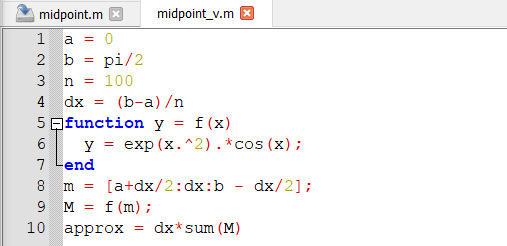 midpoint.m midpoint_v.m
1 a = 0
2 b = pi/2
3 n = 100
4 dx = (b-a)/n
5 function y = f(x)
6 y = exp(x.^2).*cos(x);
7 end
8 m = [a+dx/2:dx:b - dx/2];
9 M = f(m);
10 approx = dx*sum(M)